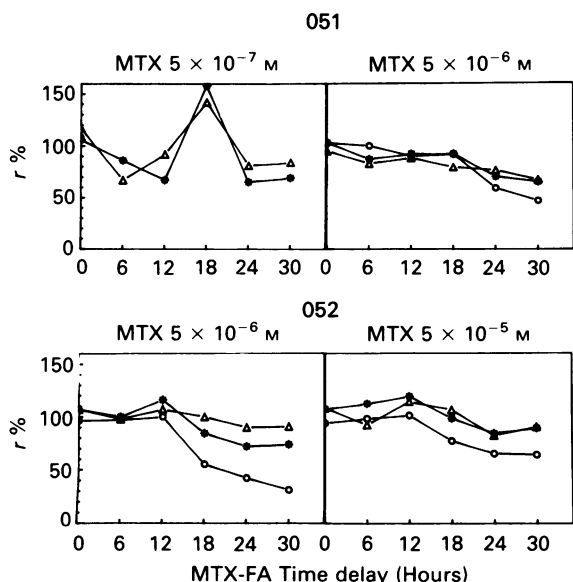 051
MTX 5 × 10⁻⁷ M MTX 5 × 10⁻⁶ M
150
100
50
0
r %
0 6 12 18 24 30 0 6 12 18 24 30
052
MTX 5 × 10⁻⁶ M MTX 5 × 10⁻⁵ M
150
100
50
0
r %
0 6 12 18 24 30 0 6 12 18 24 30
MTX-FA Time delay (Hours)